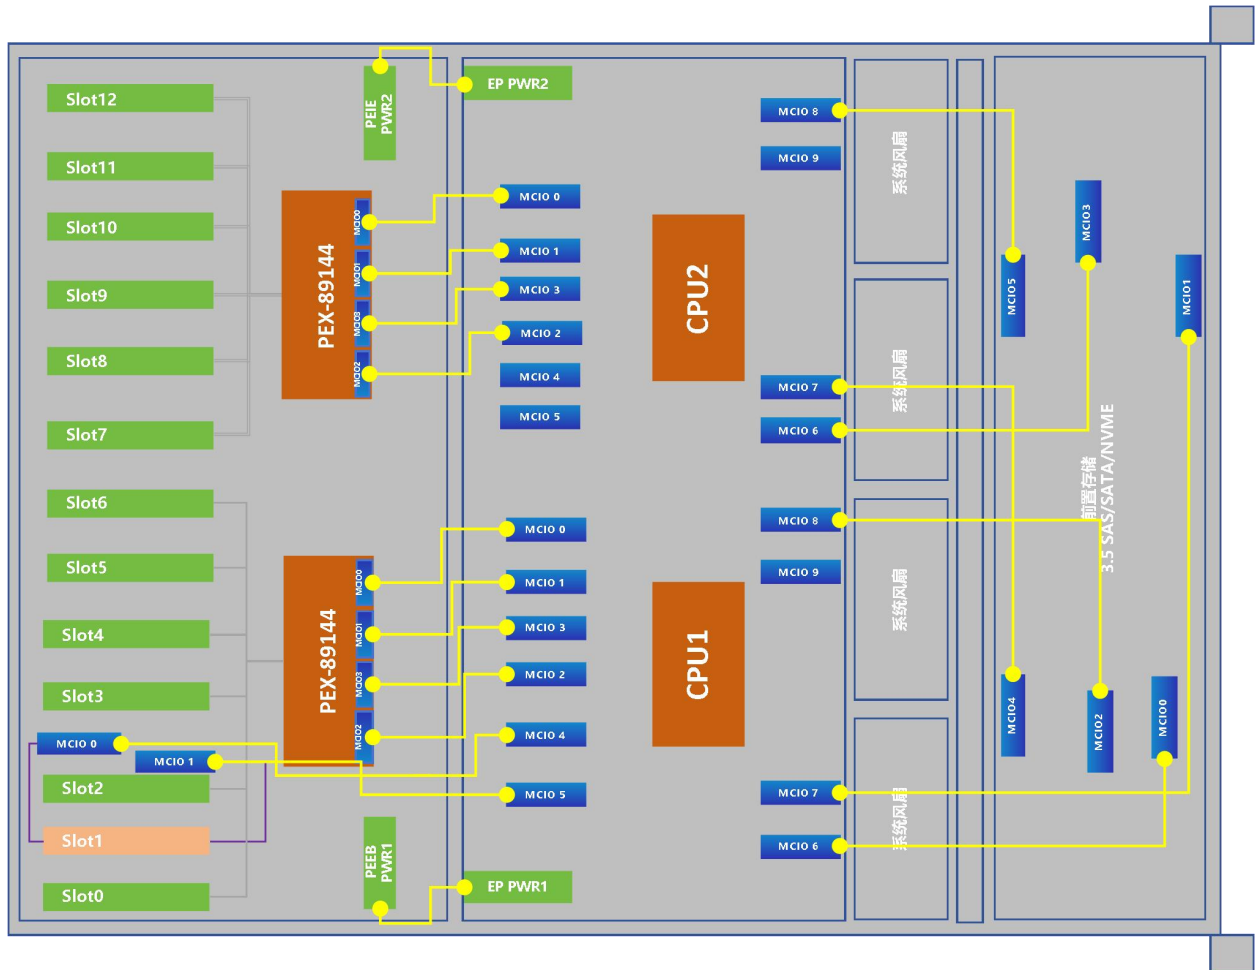 Slot12
Slot11
Slot10
Slot9
Slot8
Slot7
Slot6
Slot5
Slot4
Slot3
MCIO 0
MCIO 1
Slot2
Slot1
Slot0
PEIE
PWR2
PEX-89144
MCIO0
MCIO1
MCIO3
MCIO2
PEX-89144
MCIO0
MCIO1
MCIO3
MCIO2
PEEB
PWR1
EP PWR2
MCIO 0
MCIO 1
MCIO 3
MCIO 2
MCIO 4
MCIO 5
MCIO 0
MCIO 1
MCIO 3
MCIO 2
MCIO 4
MCIO 5
EP PWR1
CPU2
CPU1
MCIO 8
MCIO 9
MCIO 7
MCIO 6
MCIO 8
MCIO 9
MCIO 7
MCIO 6
系统风扇
系统风扇
系统风扇
系统风扇
MCIO5
MCIO3
MCIO1
前置存储
3.5 SAS/SATA/NVME
MCIO4
MCIO2
MCIO0